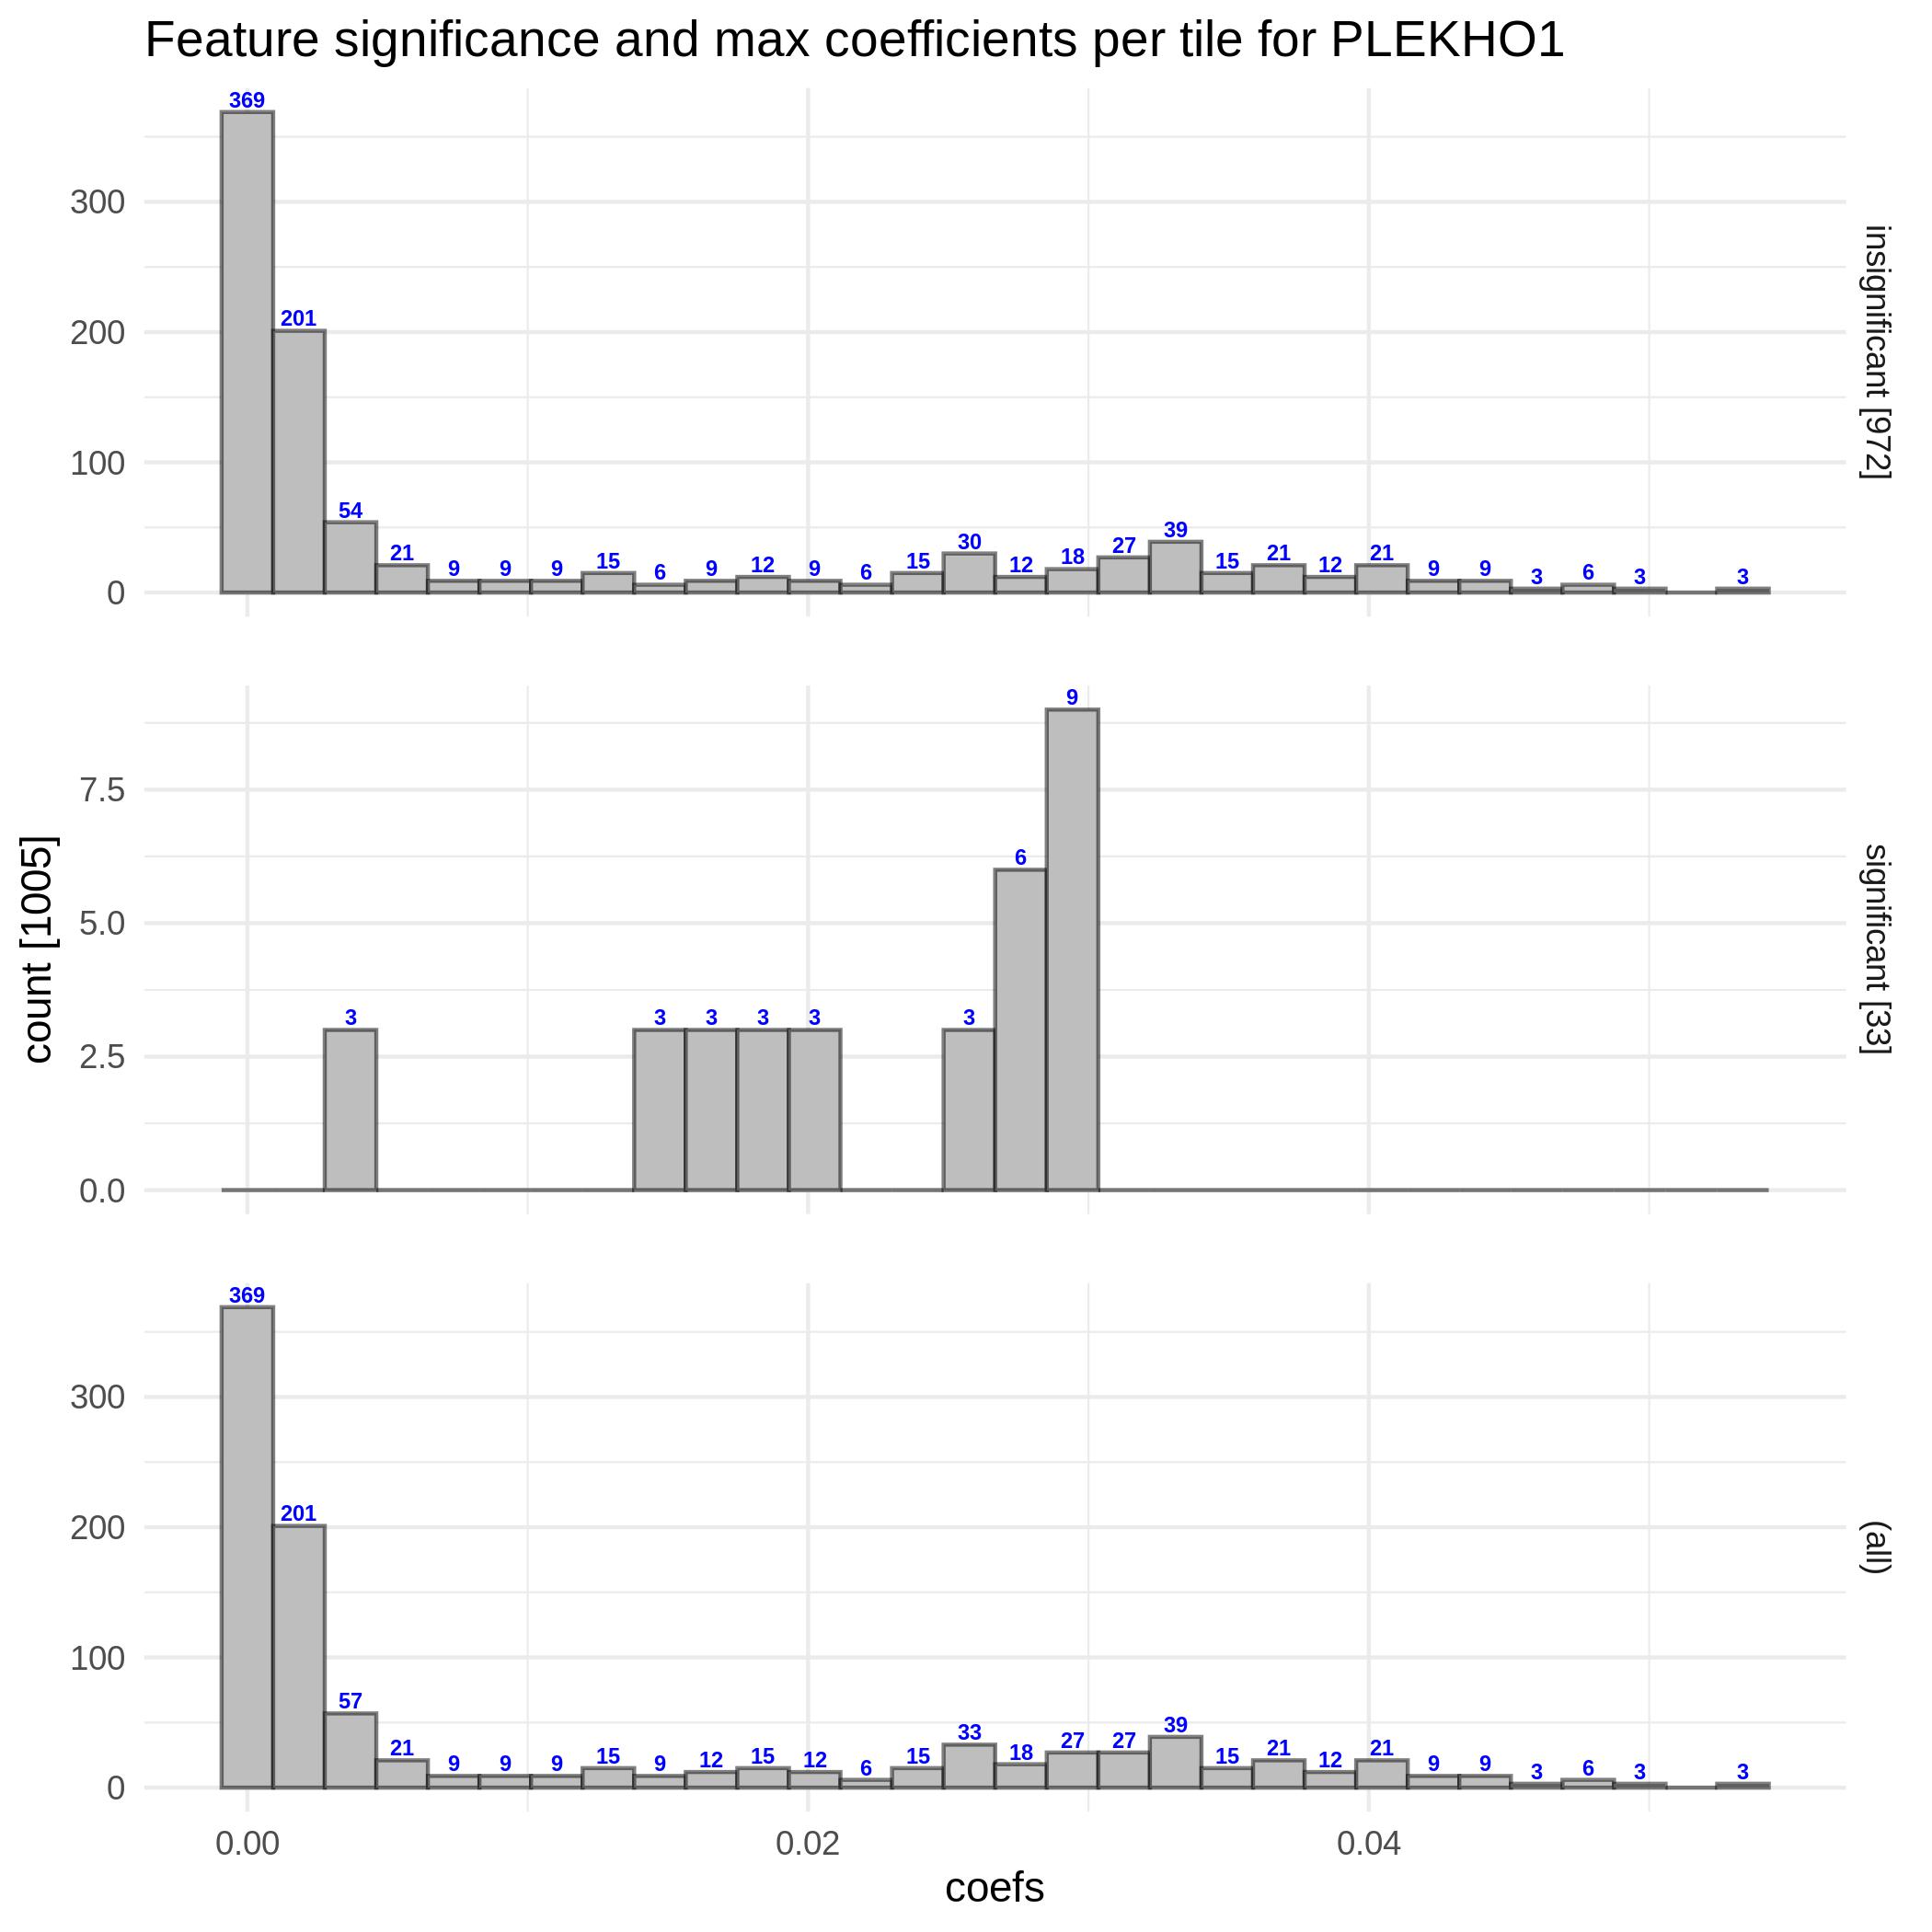 Feature significance and max coefficients per tile for PLEKHO1
369
300
201
200
100
54
21 9 9 9 15 6 9 12 9 6 15 30 12 18 27 39 15 21 12 21 9 9 3 6 3 3
0
insignificant [972]
9
7.5
6
5.0
3 3 3 3 3 3
2.5
0.0
significant [33]
count [1005]
369
300
201
200
100
57
21 9 9 9 15 9 12 15 12 6 15 33 18 27 27 39 15 21 12 21 9 9 3 6 3 3
0
(all)
0.00 0.02 0.04
coefs